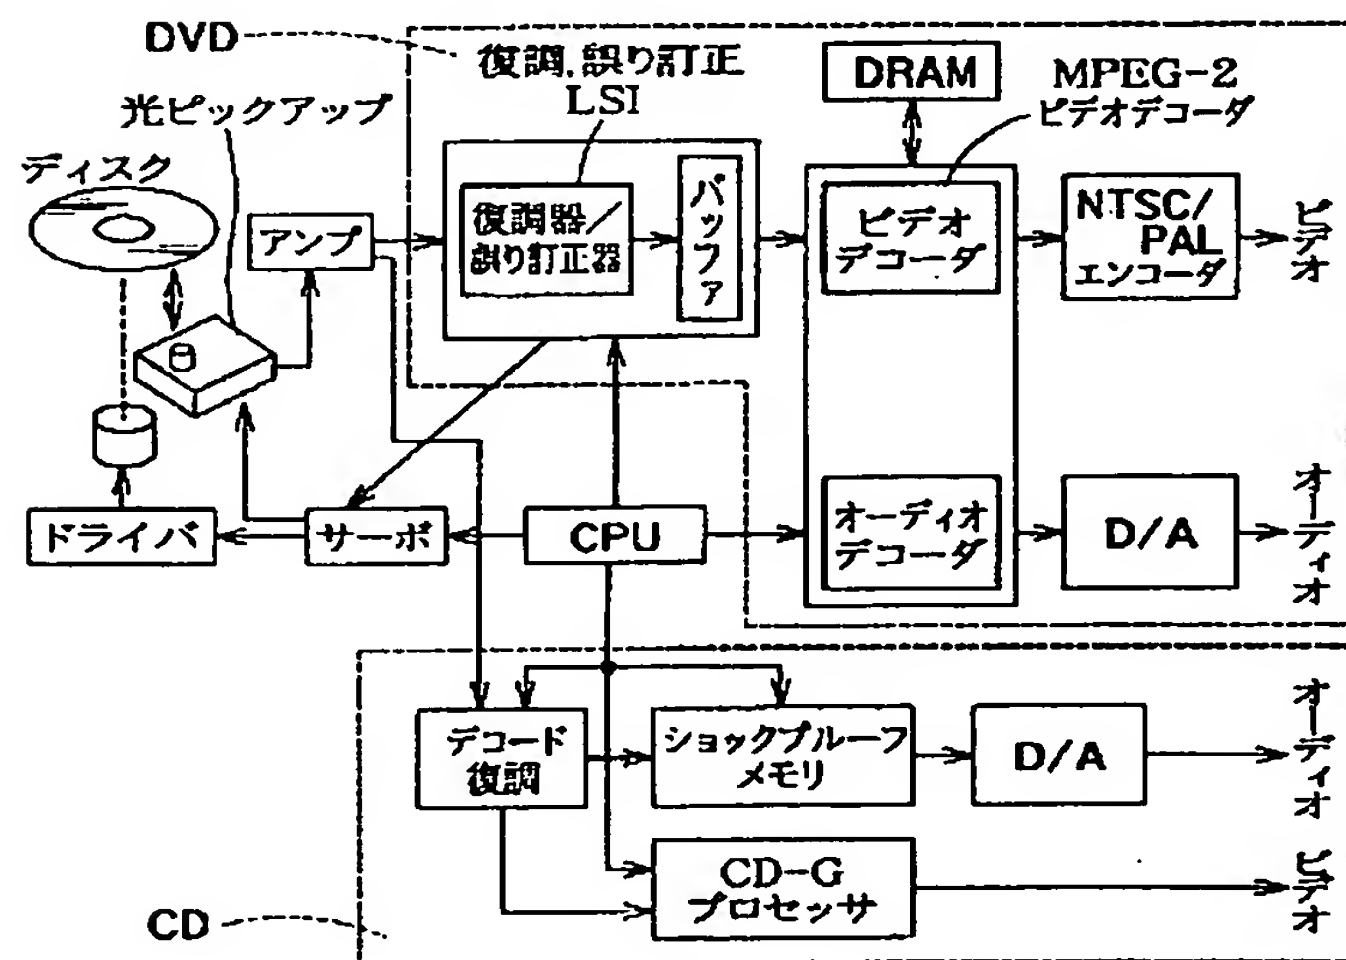 DVD
復調,誤り訂正
LSI
DRAM
MPEG-2
ビデオデコーダ
光ピックアップ
ディスク
アンプ
復調器/
誤り訂正器
バッファ
ビデオ
デコーダ
NTSC/
PAL
エンコーダ
ビデオ
ドライバ
サーボ
CPU
オーディオ
デコーダ
D/A
オーディオ
デコード
復調
ショックプルーフ
メモリ
D/A
オーディオ
CD-G
プロセッサ
ビデオ
CD